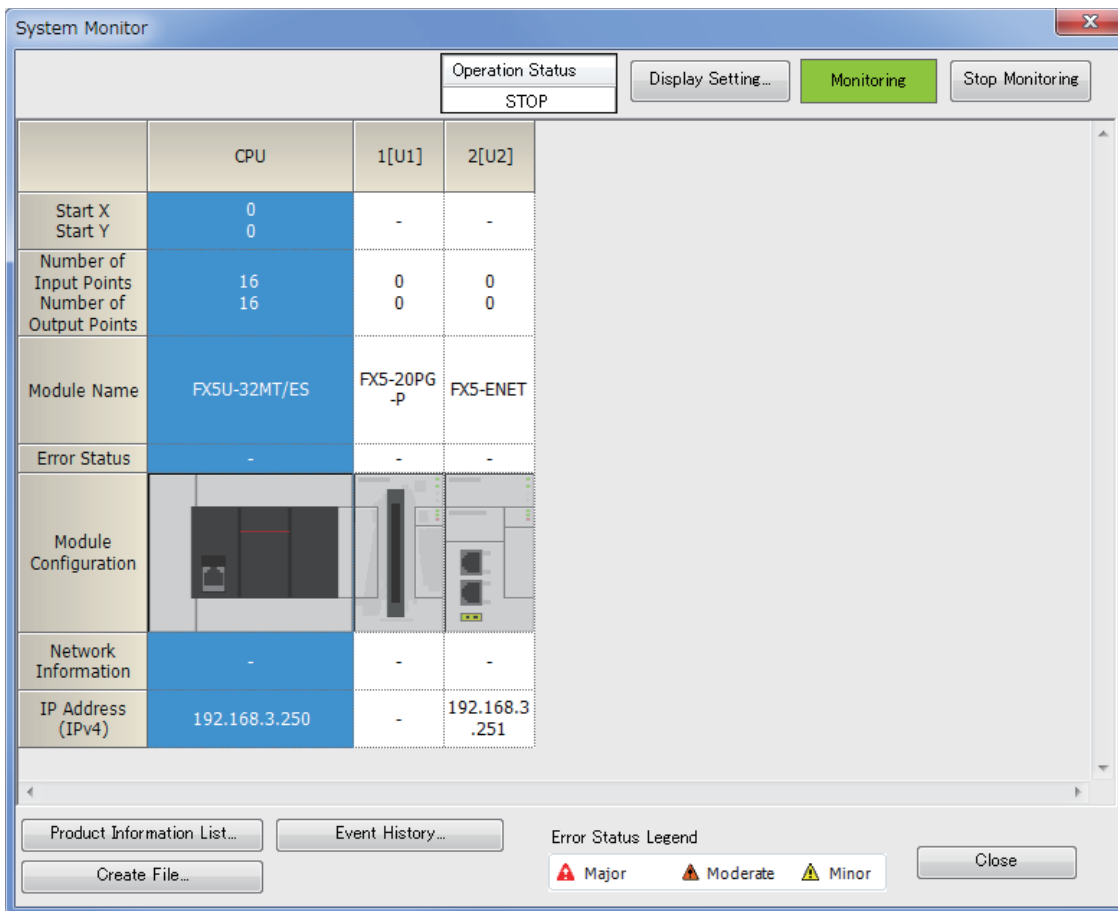 System Monitor
Operation Status
STOP
Display Setting...
Monitoring
Stop Monitoring
CPU
1[U1]
2[U2]
Start X
Start Y
0
0
-
-
Number of
Input Points
Number of
Output Points
16
16
0
0
0
0
Module Name
FX5U-32MT/ES
FX5-20PG
-P
FX5-ENET
Error Status
-
-
-
Module
Configuration
Network
Information
-
-
-
IP Address
(IPv4)
192.168.3.250
-
192.168.3
.251
Product Information List...
Event History...
Create File...
Error Status Legend
Major
Moderate
Minor
Close